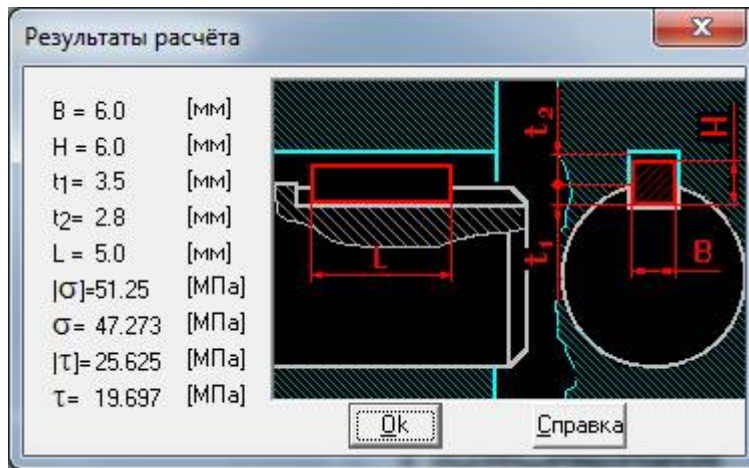 Результаты расчёта
B = 6.0 [мм]
H = 6.0 [мм]
t1= 3.5 [мм]
t2= 2.8 [мм]
L = 5.0 [мм]
|σ]=51.25 [МПа]
σ= 47.273 [МПа]
|τ]=25.625 [МПа]
τ= 19.697 [МПа]
t2
H
L
t1
B
Ok
Справка